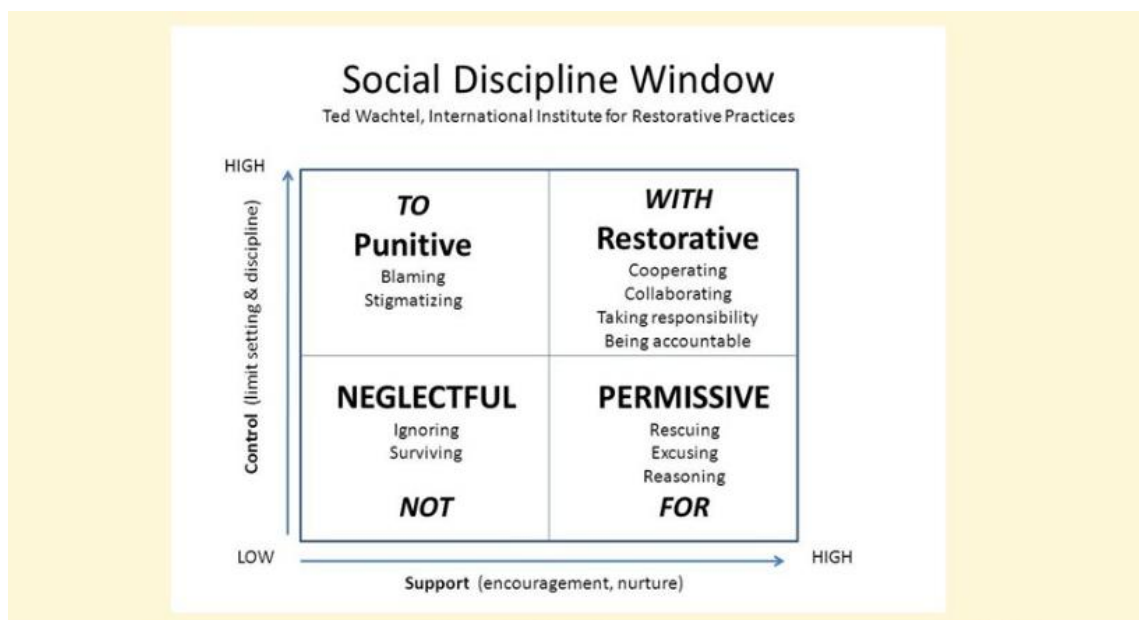 Social Discipline Window
Ted Wachtel, International Institute for Restorative Practices
HIGH
Control (limit setting & discipline)
TO
Punitive
Blaming
Stigmatizing
WITH
Restorative
Cooperating
Collaborating
Taking responsibility
Being accountable
NEGLECTFUL
Ignoring
Surviving
NOT
PERMISSIVE
Rescuing
Excusing
Reasoning
FOR
LOW
HIGH
Support (encouragement, nurture)